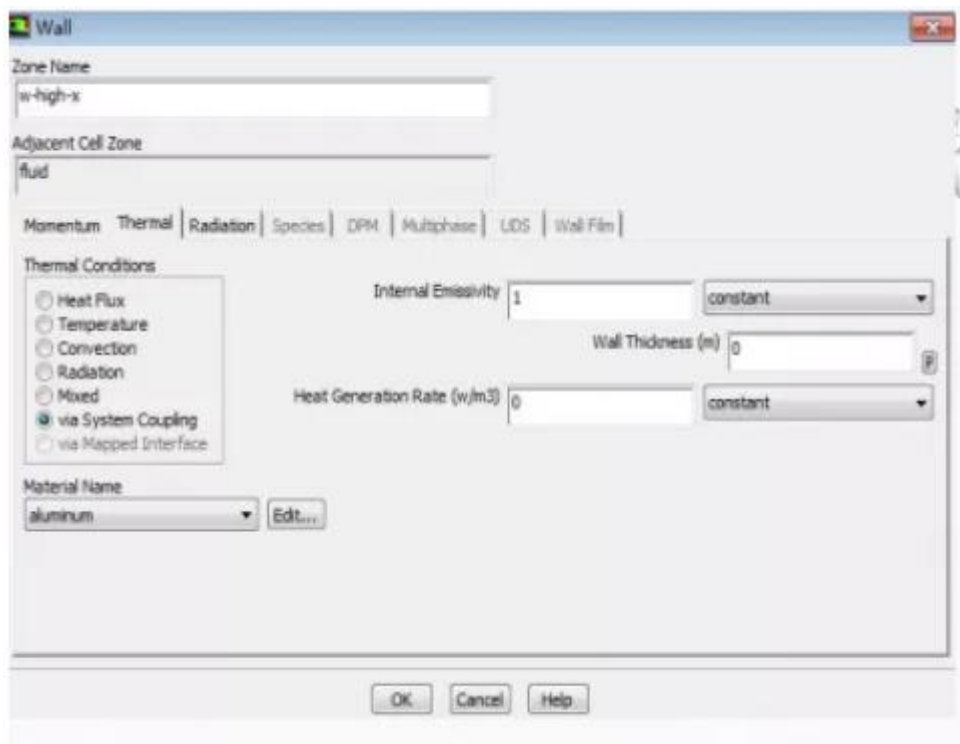 Wall
Zone Name
w-high-x
Adjacent Cell Zone
fluid
Momentum Thermal Radiation Species DPM Multiphase UDS Wall Film
Thermal Conditions
Heat Flux
Temperature
Convection
Radiation
Mixed
via System Coupling
via Mapped Interface
Internal Emissivity 1 constant
Wall Thickness (m) 0 P
Heat Generation Rate (w/m3) 0 constant
Material Name
aluminum Edit...
OK Cancel Help